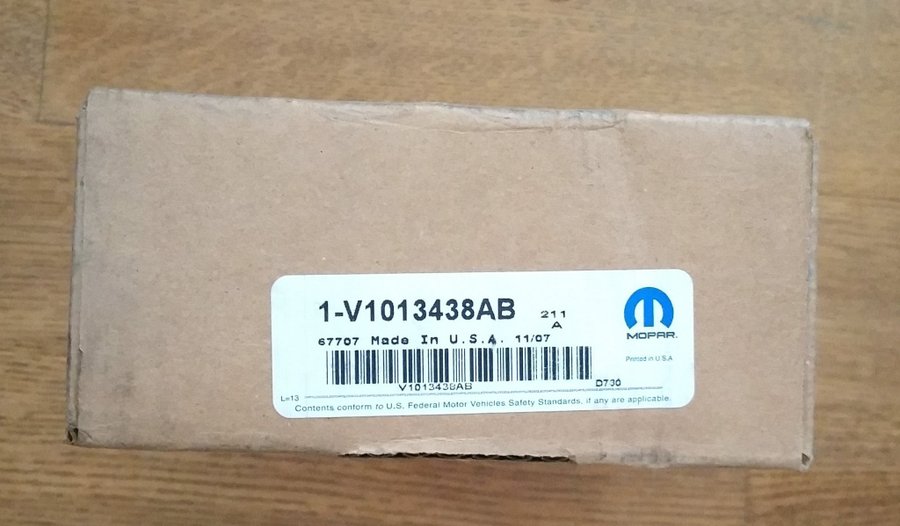 1-V1013438AB 211
A
67707 Made In U.S.A. 11/07
MOPAR.
Printed in U.S.A
V1013438AB D730
L=13
Contents conform to U.S. Federal Motor Vehicles Safety Standards, if any are applicable.